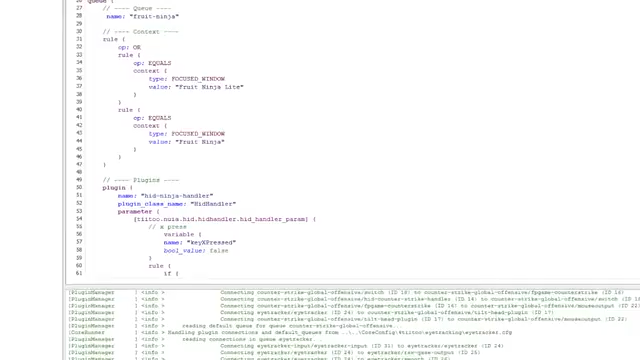 26 queue {
27 // ---- Queue ----
28 name: "fruit-ninja"
29
30 // ---- Context ----
31 rule {
32 op: OR
33 rule {
34 op: EQUALS
35 context {
36 type: FOCUSED_WINDOW
37 value: "Fruit Ninja Lite"
38 }
39 }
40 rule {
41 op: EQUALS
42 context {
43 type: FOCUSED_WINDOW
44 value: "Fruit Ninja"
45 }
46 }
47 }
48
49 // ---- Plugins ----
50 plugin {
51 name: "hid-ninja-handler"
52 plugin_class_name: "HidHandler"
53 parameter {
54 [tiitoo.nuia.hid.hidhandler.hid_handler_param] {
55 // x press
56 variable {
57 name: "keyXPressed"
58 bool_value: false
59 }
60 rule {
61 if {
[PluginManager ] <info > Connecting counter-strike-global-offensive/switch (ID 18) to counter-strike-global-offensive/fpsgame-counterstrike (ID 16)
[PluginManager ] <info > Connecting counter-strike-global-offensive/hid-counter-strike-handler (ID 14) to counter-strike-global-offensive/switch (ID 18)
[PluginManager ] <info > Connecting counter-strike-global-offensive/fpsgame-counterstrike (ID 16) to counter-strike-global-offensive/mouseoutput (ID 22)
[PluginManager ] <info > Connecting eyetracker/eyetracker (ID 24) to counter-strike-global-offensive/tilt-head-plugin (ID 17)
[PluginManager ] <info > Connecting counter-strike-global-offensive/tilt-head-plugin (ID 17) to counter-strike-global-offensive/mouseoutput (ID 22)
[PluginManager ] <info > reading default queue for queue counter-strike-global-offensive.
[CoreRunner ] <info > Handling plugin connections and default_queues from ..\..\CoreConfig\tiitoo\eyetracking\eyetracker.cfg
[PluginManager ] <info > reading connections in queue eyetracker.
[PluginManager ] <info > Connecting eyetracker-input/eyetracker-input (ID 31) to eyetracker/eyetracker (ID 24)
[PluginManager ] <info > Connecting eyetracker/eyetracker (ID 24) to eyetracker/raw-gaze-output (ID 25)